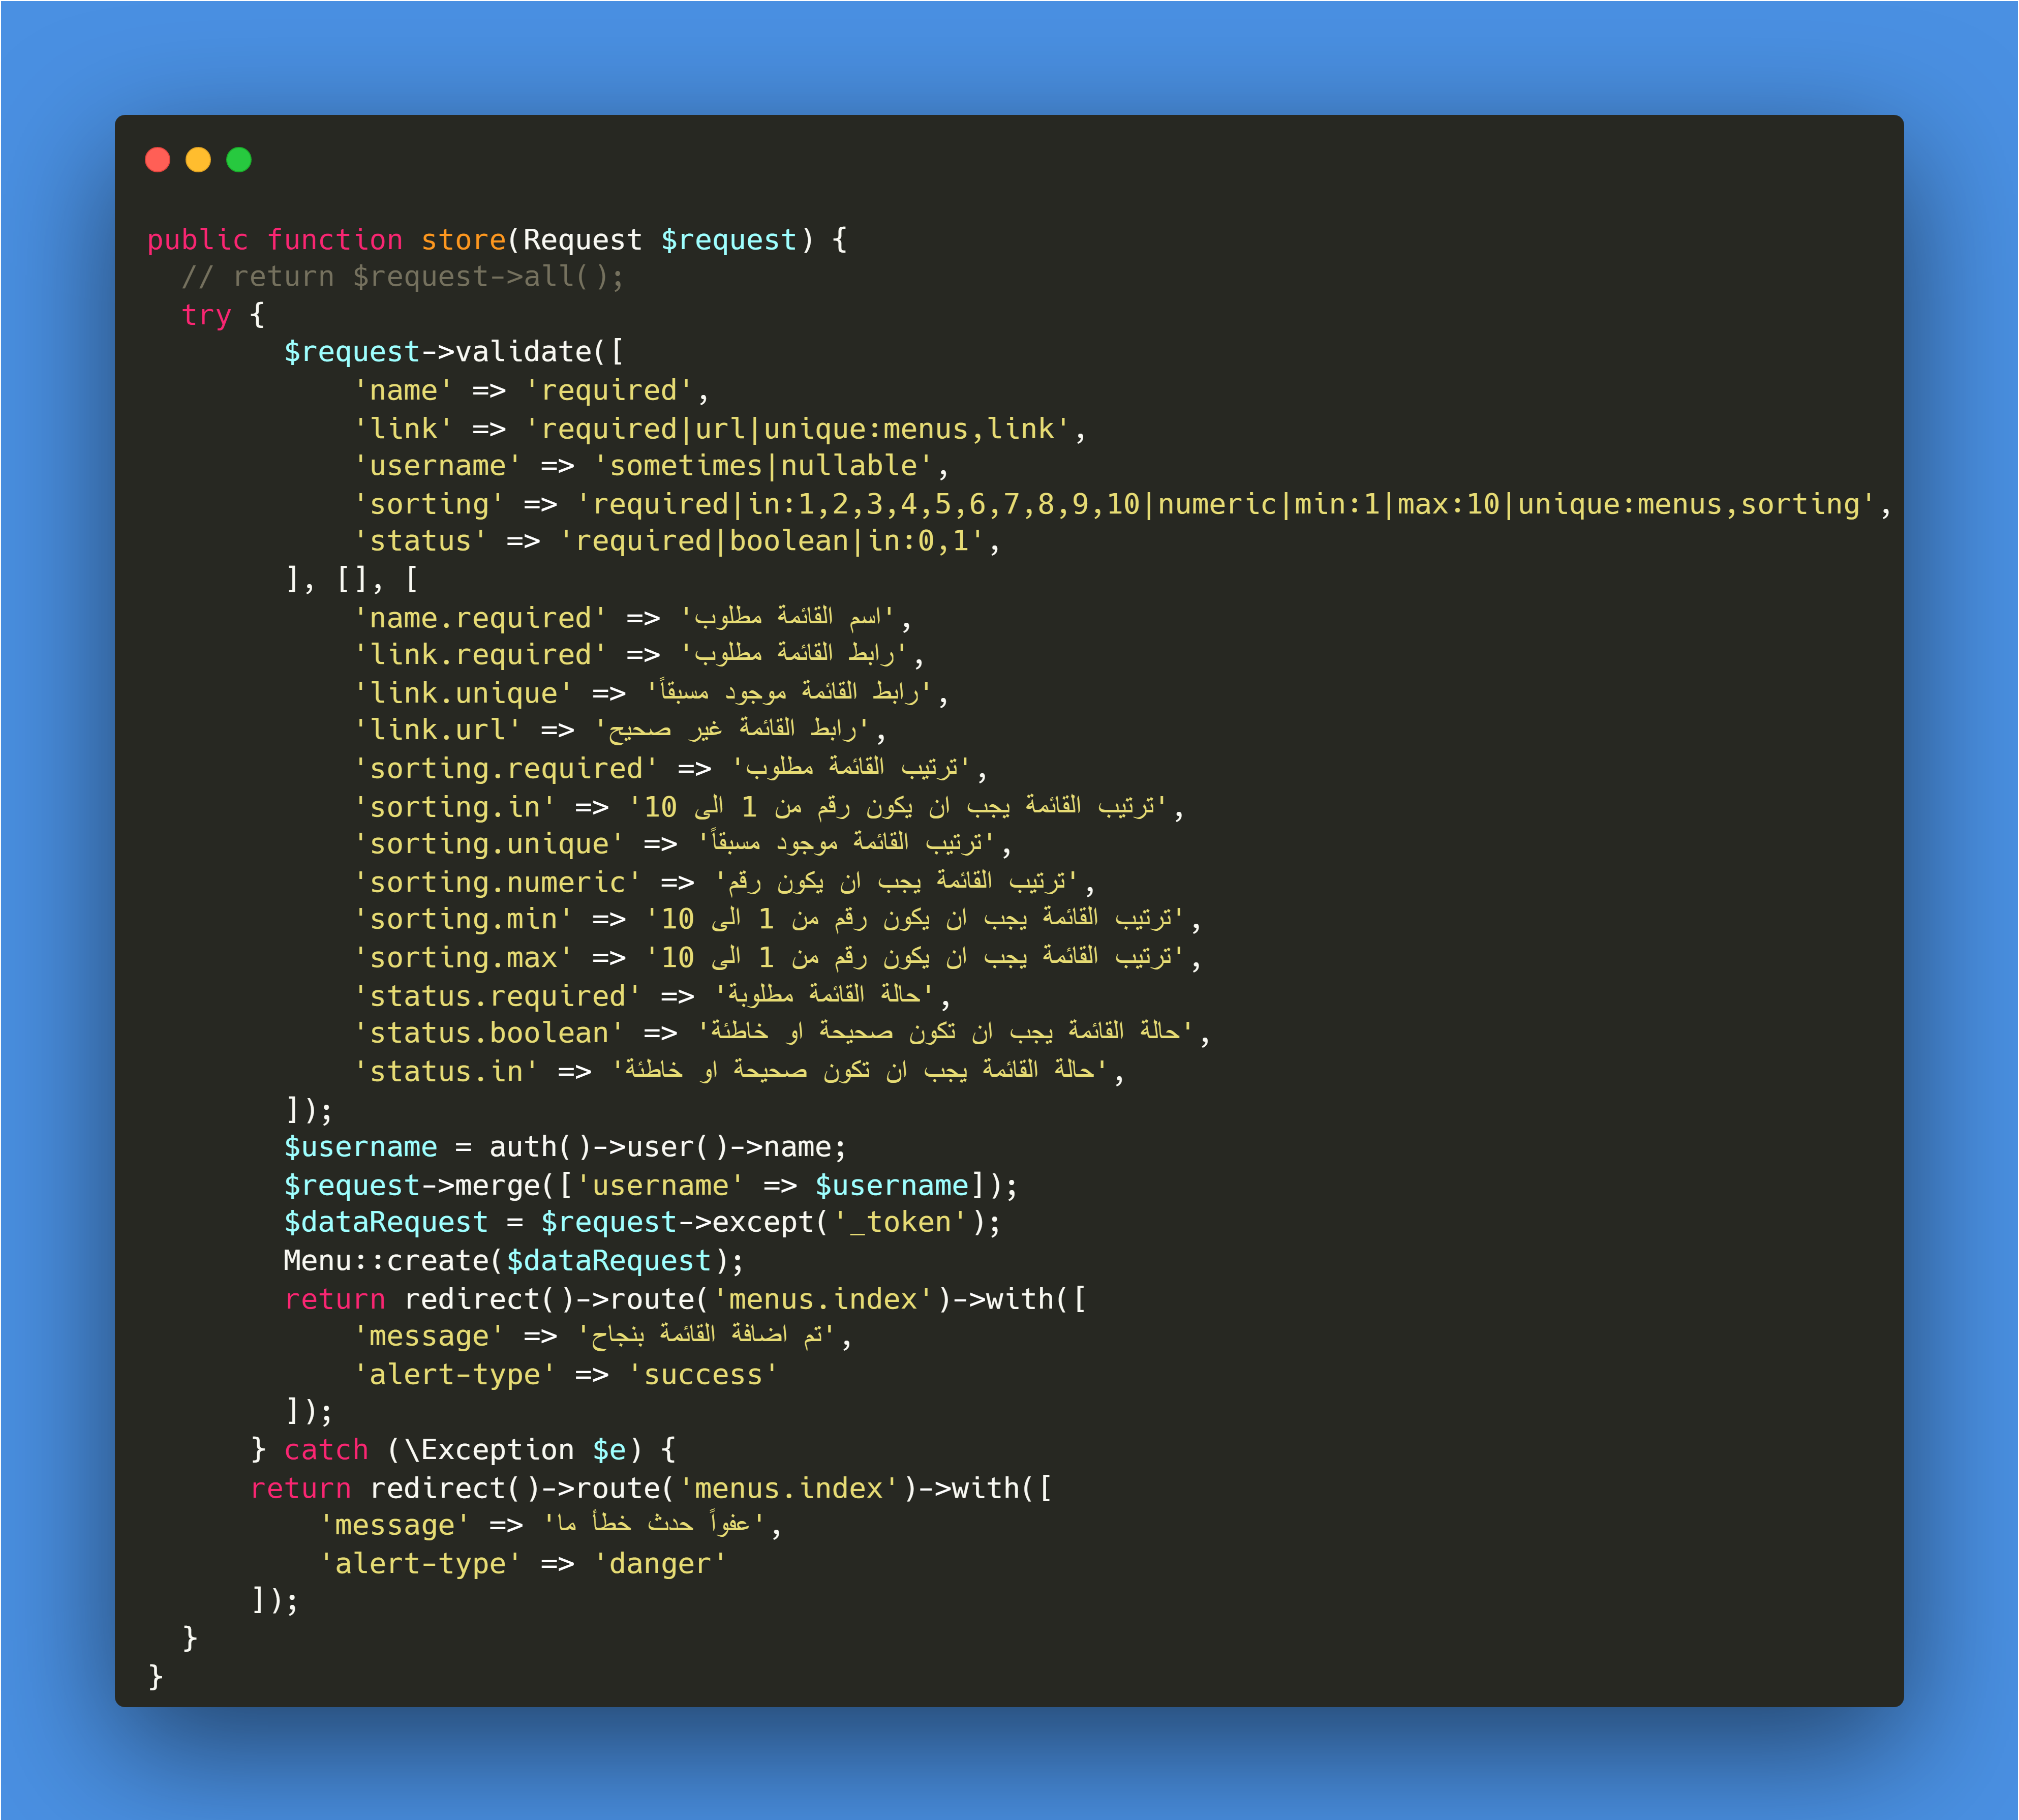 public function store(Request $request) {
  // return $request->all();
  try {
        $request->validate([
            'name' => 'required',
            'link' => 'required|url|unique:menus,link',
            'username' => 'sometimes|nullable',
            'sorting' => 'required|in:1,2,3,4,5,6,7,8,9,10|numeric|min:1|max:10|unique:menus,sorting',
            'status' => 'required|boolean|in:0,1',
        ], [], [
            'name.required' => 'اسم القائمة مطلوب',
            'link.required' => 'رابط القائمة مطلوب',
            'link.unique' => 'رابط القائمة موجود مسبقاً',
            'link.url' => 'رابط القائمة غير صحيح',
            'sorting.required' => 'ترتيب القائمة مطلوب',
            'sorting.in' => 'ترتيب القائمة يجب ان يكون رقم من 1 الى 10',
            'sorting.unique' => 'ترتيب القائمة موجود مسبقاً',
            'sorting.numeric' => 'ترتيب القائمة يجب ان يكون رقم',
            'sorting.min' => 'ترتيب القائمة يجب ان يكون رقم من 1 الى 10',
            'sorting.max' => 'ترتيب القائمة يجب ان يكون رقم من 1 الى 10',
            'status.required' => 'حالة القائمة مطلوبة',
            'status.boolean' => 'حالة القائمة يجب ان تكون صحيحة او خاطئة',
            'status.in' => 'حالة القائمة يجب ان تكون صحيحة او خاطئة',
        ]);
        $username = auth()->user()->name;
        $request->merge(['username' => $username]);
        $dataRequest = $request->except('_token');
        Menu::create($dataRequest);
        return redirect()->route('menus.index')->with([
            'message' => 'تم اضافة القائمة بنجاح',
            'alert-type' => 'success'
        ]);
      } catch (\Exception $e) {
      return redirect()->route('menus.index')->with([
          'message' => 'عفواً حدث خطأ ما',
          'alert-type' => 'danger'
      ]);
  }
}